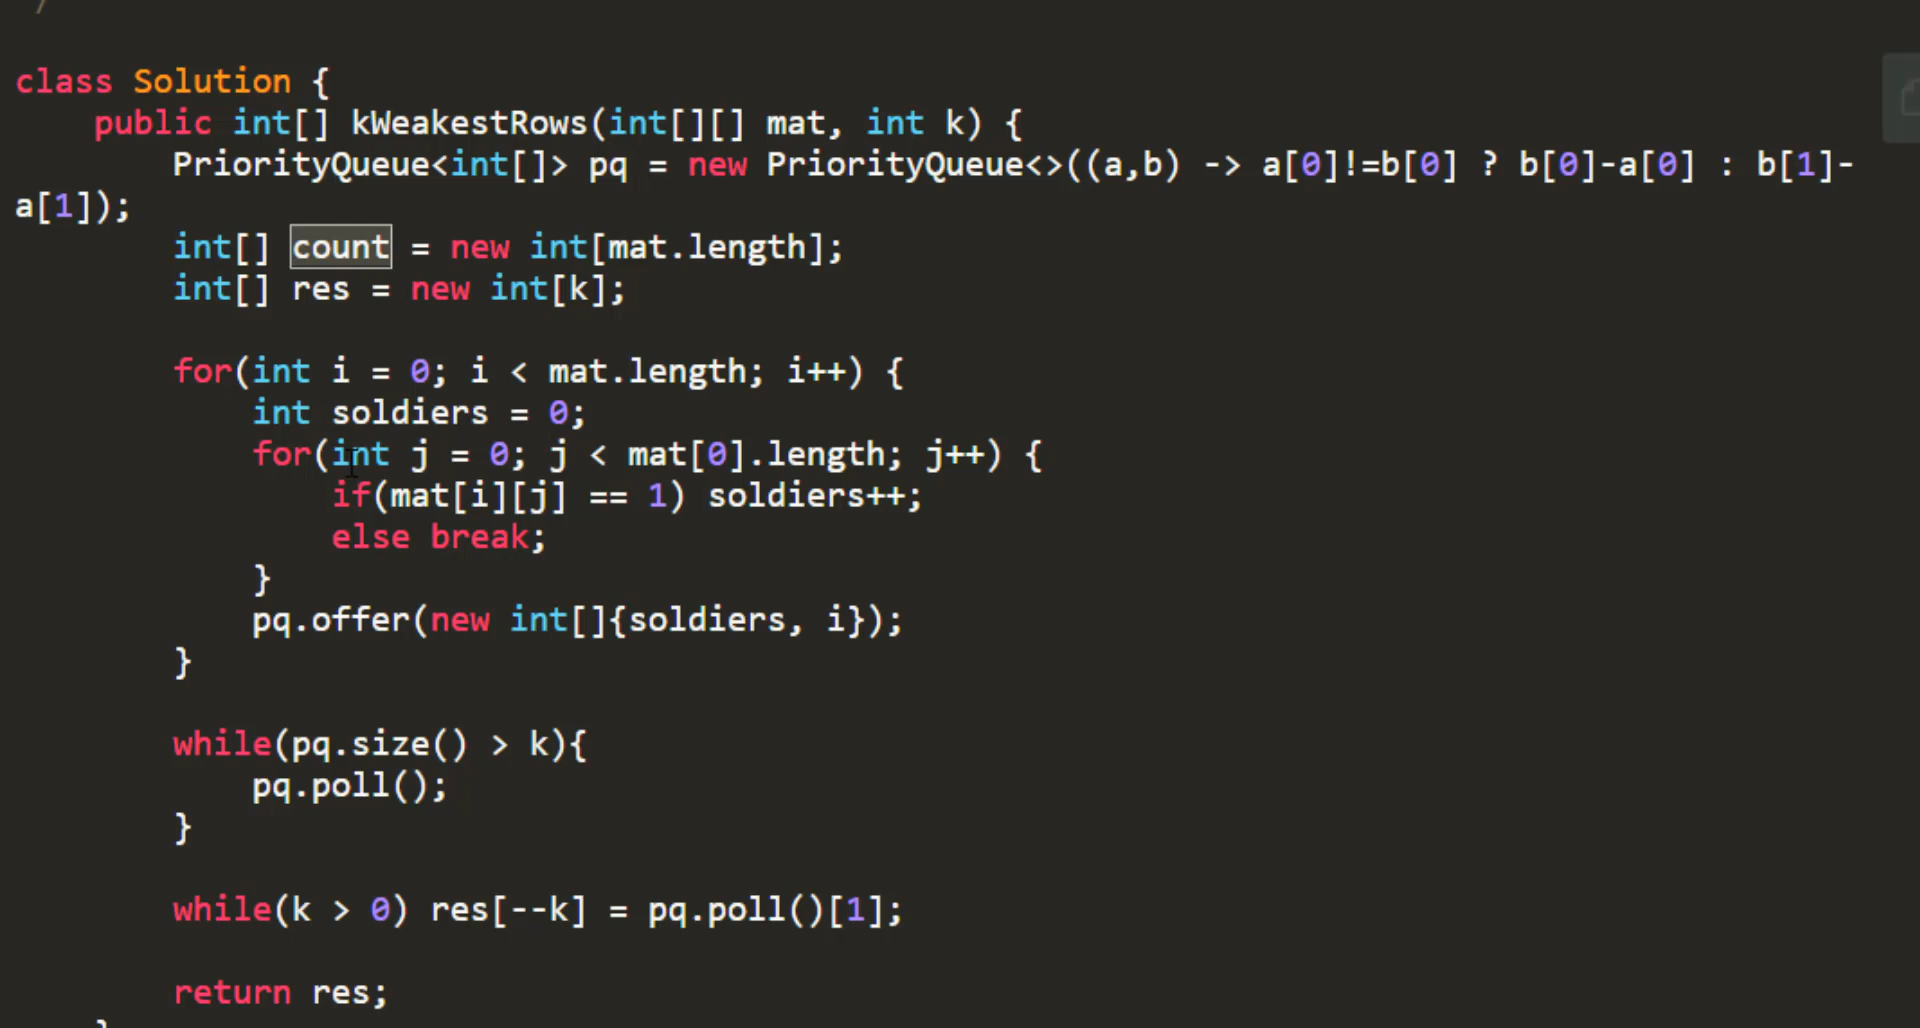 /
class Solution {
    public int[] kWeakestRows(int[][] mat, int k) {
        PriorityQueue<int[]> pq = new PriorityQueue<>((a,b) -> a[0]!=b[0] ? b[0]-a[0] : b[1]-
a[1]);
        int[] count = new int[mat.length];
        int[] res = new int[k];

        for(int i = 0; i < mat.length; i++) {
            int soldiers = 0;
            for(int j = 0; j < mat[0].length; j++) {
                if(mat[i][j] == 1) soldiers++;
                else break;
            }
            pq.offer(new int[]{soldiers, i});
        }

        while(pq.size() > k){
            pq.poll();
        }

        while(k > 0) res[--k] = pq.poll()[1];

        return res;
    }